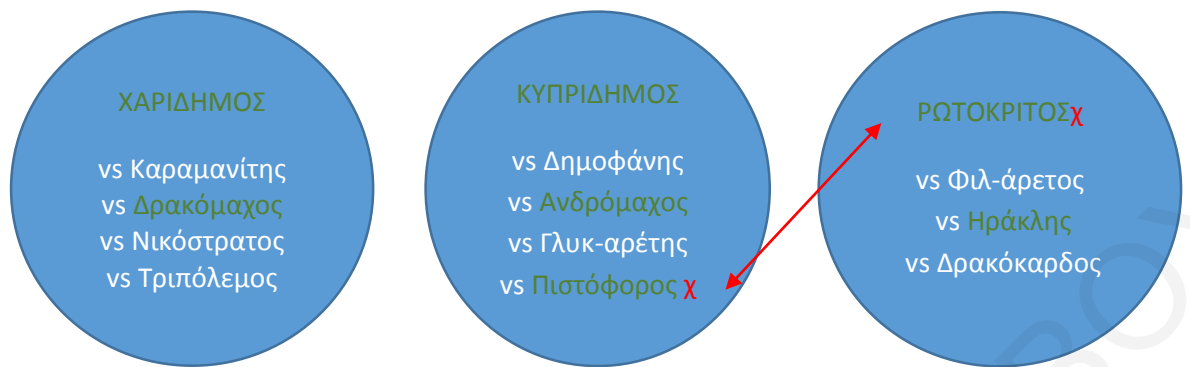 ΧΑΡΙΔΗΜΟΣ
vs Καραμανίτης
vs Δρακόμαχος
vs Νικόστρατος
vs Τριπόλεμος
ΚΥΠΡΙΔΗΜΟΣ
vs Δημοφάνης
vs Ανδρόμαχος
vs Γλυκ-αρέτης
vs Πιστόφορος χ
ΡΩΤΟΚΡΙΤΟΣχ
vs Φιλ-άρετος
vs Ηράκλης
vs Δρακόκαρδος